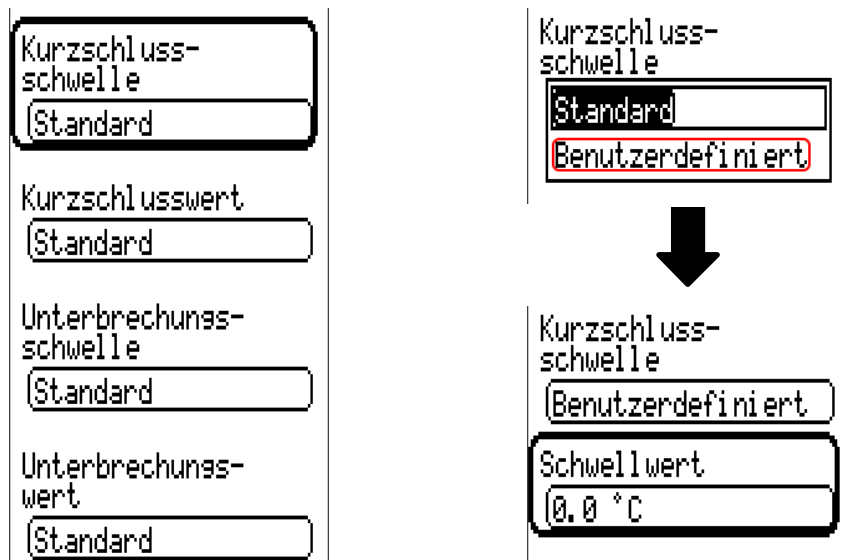 Kurzschluss-
schwelle
Standard
Kurzschlusswert
Standard
Unterbrechungs-
schwelle
Standard
Unterbrechungs-
wert
Standard
Kurzschluss-
schwelle
Standard
Benutzerdefiniert
Kurzschluss-
schwelle
Benutzerdefiniert
Schwellwert
0.0 °C